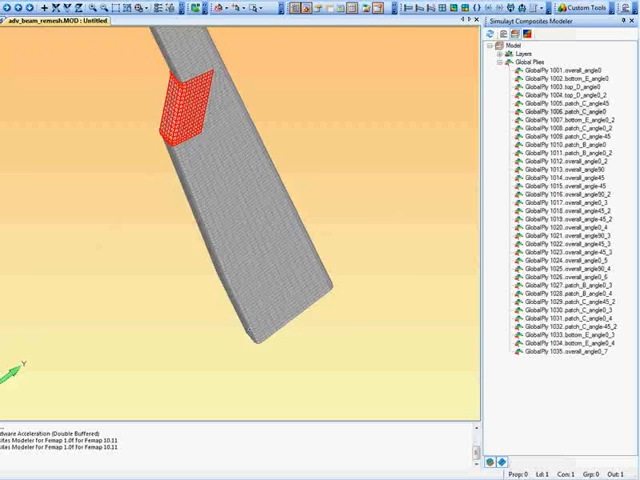 adv_beam_remesh.MOD : Untitled
Custom Tools
Simulayt Composites Modeler
Model
Layers
Global Plies
GlobalPly 1001..overall_angle0
GlobalPly 1002..bottom_E_angle0
GlobalPly 1003..top_D_angle0
GlobalPly 1004..top_D_angle0_2
GlobalPly 1005..patch_C_angle45
GlobalPly 1006..patch_C_angle0
GlobalPly 1007..bottom_E_angle0_2
GlobalPly 1008..patch_C_angle0_2
GlobalPly 1009..patch_C_angle-45
GlobalPly 1010..patch_B_angle0
GlobalPly 1011..patch_B_angle0_2
GlobalPly 1012..overall_angle0_2
GlobalPly 1013..overall_angle90
GlobalPly 1014..overall_angle45
GlobalPly 1015..overall_angle-45
GlobalPly 1016..overall_angle90_2
GlobalPly 1017..overall_angle0_3
GlobalPly 1018..overall_angle45_2
GlobalPly 1019..overall_angle-45_2
GlobalPly 1020..overall_angle0_4
GlobalPly 1021..overall_angle90_3
GlobalPly 1022..overall_angle45_3
GlobalPly 1023..overall_angle-45_3
GlobalPly 1024..overall_angle0_5
GlobalPly 1025..overall_angle90_4
GlobalPly 1026..overall_angle0_6
GlobalPly 1027..patch_B_angle0_3
GlobalPly 1028..patch_B_angle0_4
GlobalPly 1029..patch_C_angle45_2
GlobalPly 1030..patch_C_angle0_3
GlobalPly 1031..patch_C_angle0_4
GlobalPly 1032..patch_C_angle-45_2
GlobalPly 1033..bottom_E_angle0_3
GlobalPly 1034..bottom_E_angle0_4
GlobalPly 1035..overall_angle0_7
Y
dware Acceleration (Double Buffered)
sites Modeler for Femap 1.0f for Femap 10.11
sites Modeler for Femap 1.0f for Femap 10.11
Prop: 0 Ld: 1 Con: 1 Grp: 0 Out: 1